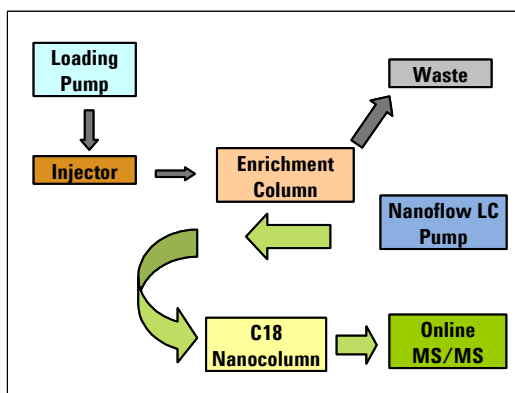 Loading
Pump
Waste
Injector
Enrichment
Column
Nanoflow LC
Pump
C18
Nanocolumn
Online
MS/MS